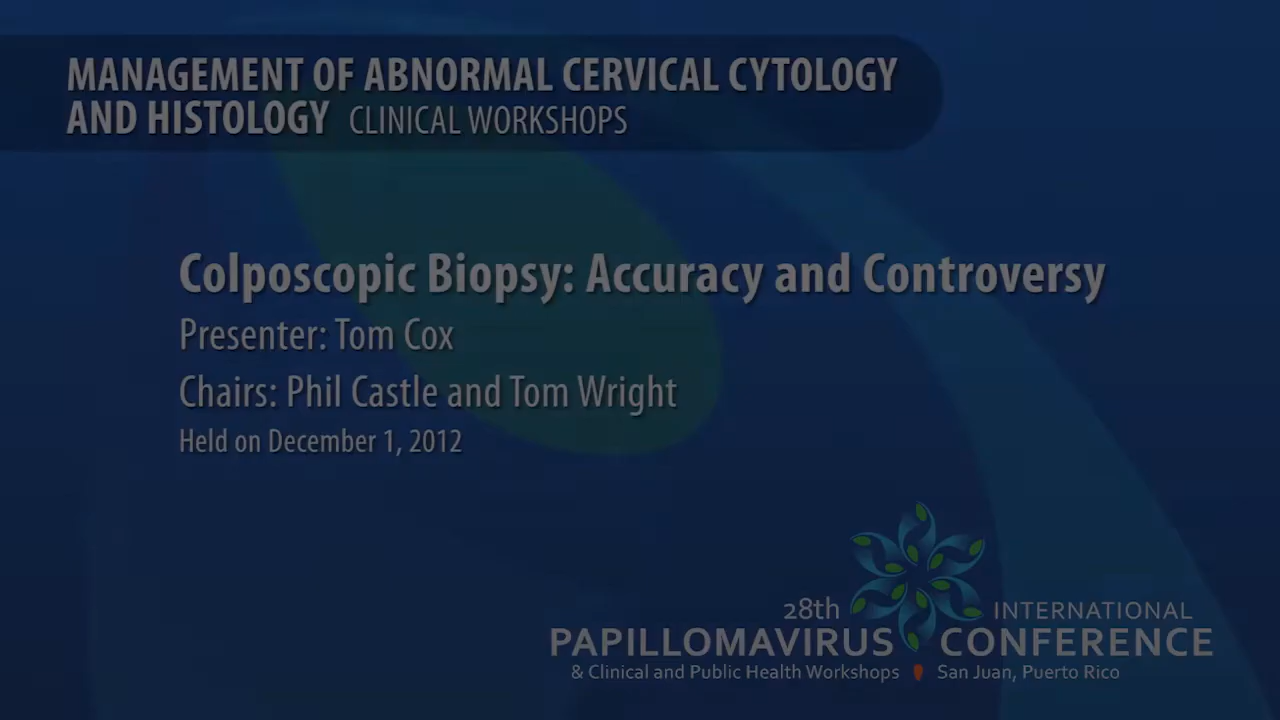 MANAGEMENT OF ABNORMAL CERVICAL CYTOLOGY
AND HISTOLOGY CLINICAL WORKSHOPS
Colposcopic Biopsy: Accuracy and Controversy
Presenter: Tom Cox
Chairs: Phil Castle and Tom Wright
Held on December 1, 2012
28th INTERNATIONAL
PAPILLOMAVIRUS CONFERENCE
& Clinical and Public Health Workshops San Juan, Puerto Rico